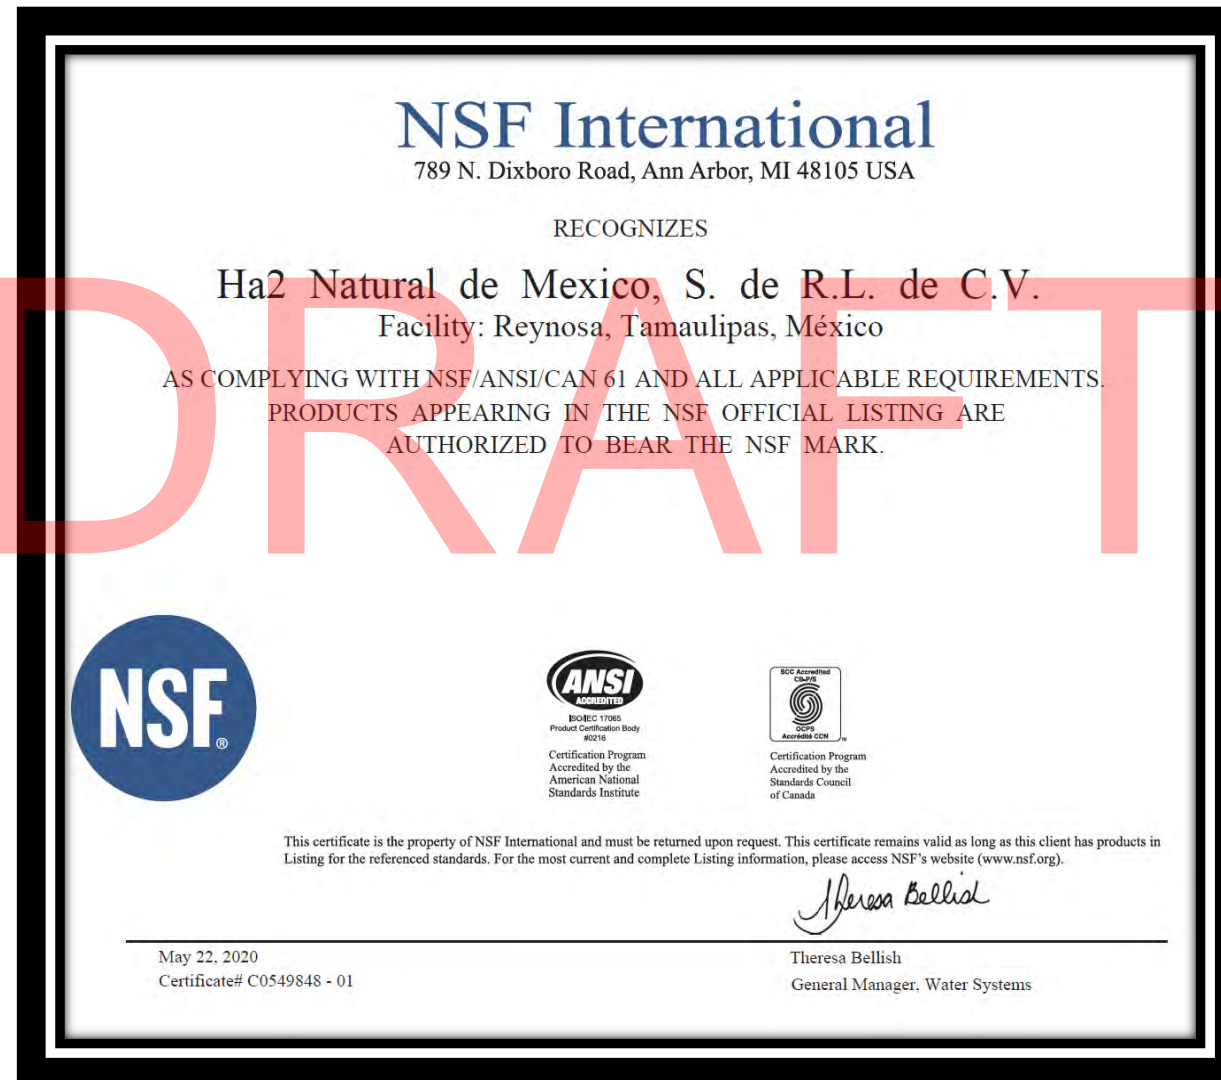 NSF International
789 N. Dixboro Road, Ann Arbor, MI 48105 USA
RECOGNIZES
Ha2 Natural de Mexico, S. de R.L. de C.V.
Facility: Reynosa, Tamaulipas, México
AS COMPLYING WITH NSF/ANSI/CAN 61 AND ALL APPLICABLE REQUIREMENTS.
PRODUCTS APPEARING IN THE NSF OFFICIAL LISTING ARE
AUTHORIZED TO BEAR THE NSF MARK.
DRAFT
NSF®
ANSI
ACCREDITED
ISO/IEC 17065
Product Certification Body
#0216
Certification Program
Accredited by the
American National
Standards Institute
SCC Accredited
CB-P/S
OCPS
Accrédité CCN
TM
Certification Program
Accredited by the
Standards Council
of Canada
This certificate is the property of NSF International and must be returned upon request. This certificate remains valid as long as this client has products in
Listing for the referenced standards. For the most current and complete Listing information, please access NSF's website (www.nsf.org).
Theresa Bellish
May 22, 2020
Certificate# C0549848 - 01
Theresa Bellish
General Manager, Water Systems